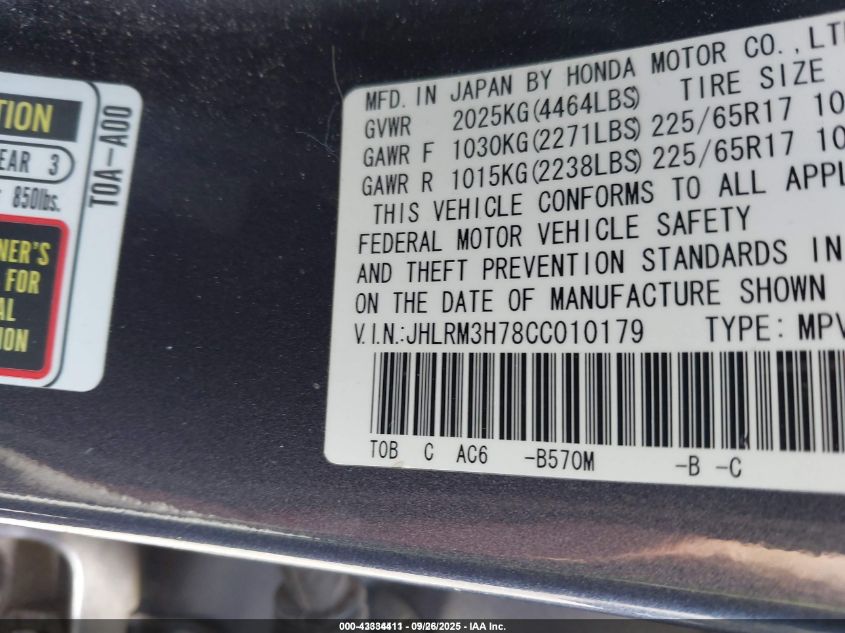 TION
EAR 3
850lbs.
NER'S
FOR
AL
ION
T0A-A00
MFD. IN JAPAN BY HONDA MOTOR CO.,LT
GVWR 2025KG(4464LBS) TIRE SIZE
GAWR F 1030KG(2271LBS) 225/65R17 10
GAWR R 1015KG(2238LBS) 225/65R17 10
THIS VEHICLE CONFORMS TO ALL APPL
FEDERAL MOTOR VEHICLE SAFETY
AND THEFT PREVENTION STANDARDS IN
ON THE DATE OF MANUFACTURE SHOWN
V.I.N.:JHLRM3H78CC010179 TYPE: MPV
T0B C AC6 -B570M -B -C
09/26/2025 - IAA Inc.